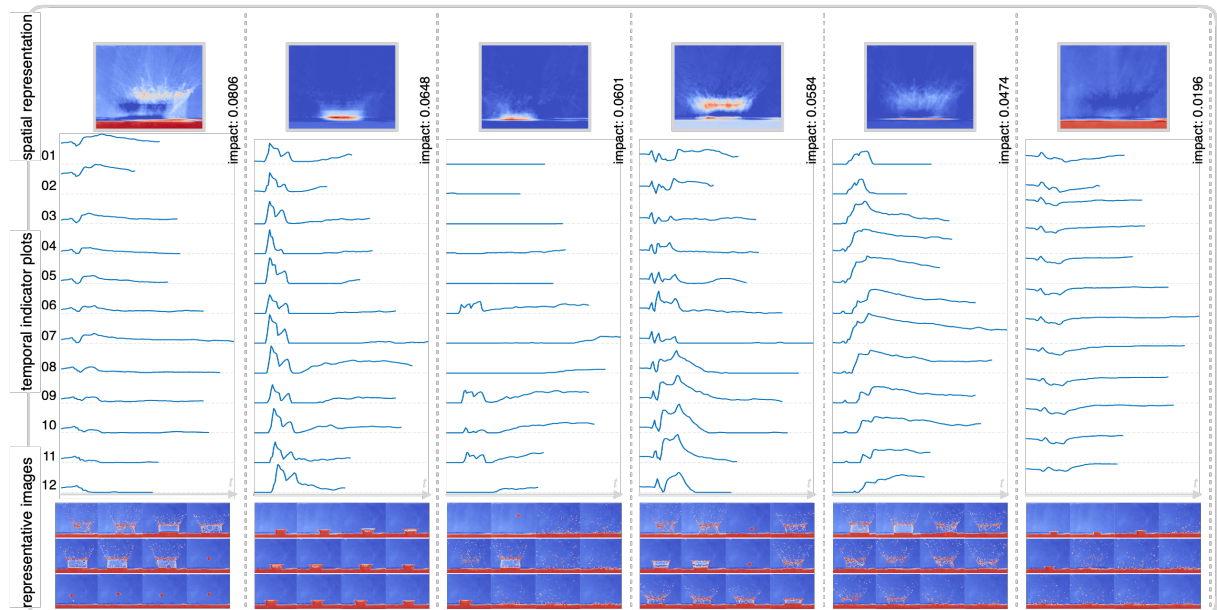 spatial representation
temporal indicator plots
representative images
impact: 0.0806
impact: 0.0648
impact: 0.0601
impact: 0.0584
impact: 0.0474
impact: 0.0196
01
02
03
04
05
06
07
08
09
10
11
12